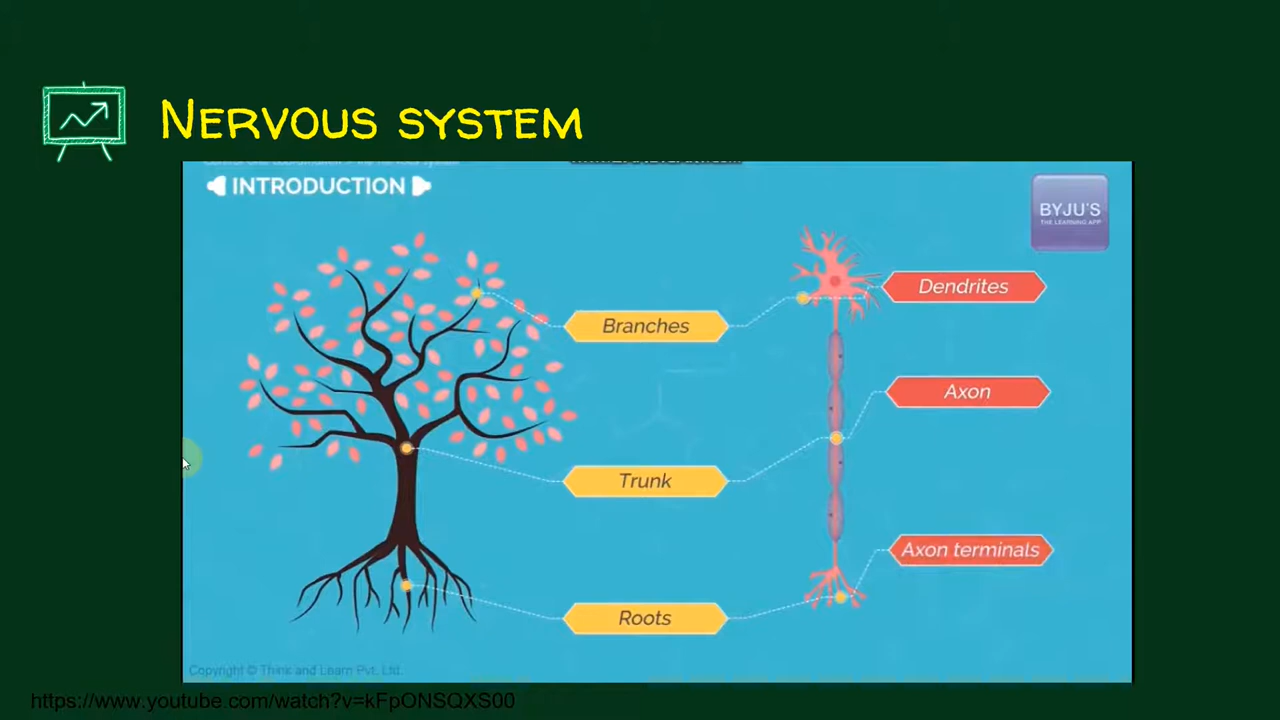 NERVOUS SYSTEM
INTRODUCTION
BYJU'S
THE LEARNING APP
Dendrites
Branches
Axon
Trunk
Axon terminals
Roots
Copyright © Think and Learn Pvt. Ltd.
https://www.youtube.com/watch?v=kFpONSQXS00